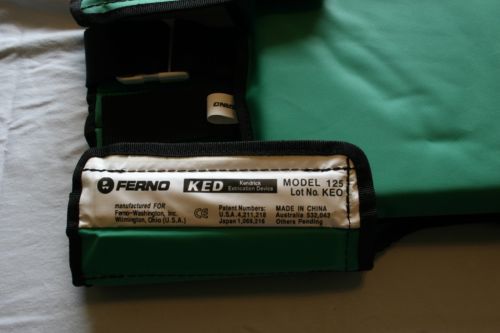 FERNO KED Kendrick Extrication Device MODEL 125
Lot No. KEO
manufactured FOR
Ferno-Washington, Inc.
Wilmington, Ohio (U.S.A.)
CE
Patent Numbers:
U.S.A. 4,211,218
Japan 1,069,216
MADE IN CHINA
Australia 532,043
Others Pending